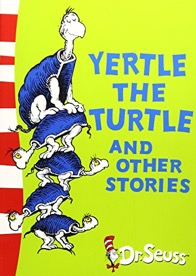 YERTLE
THE
TURTLE
AND
OTHER
STORIES
Dr. Seuss